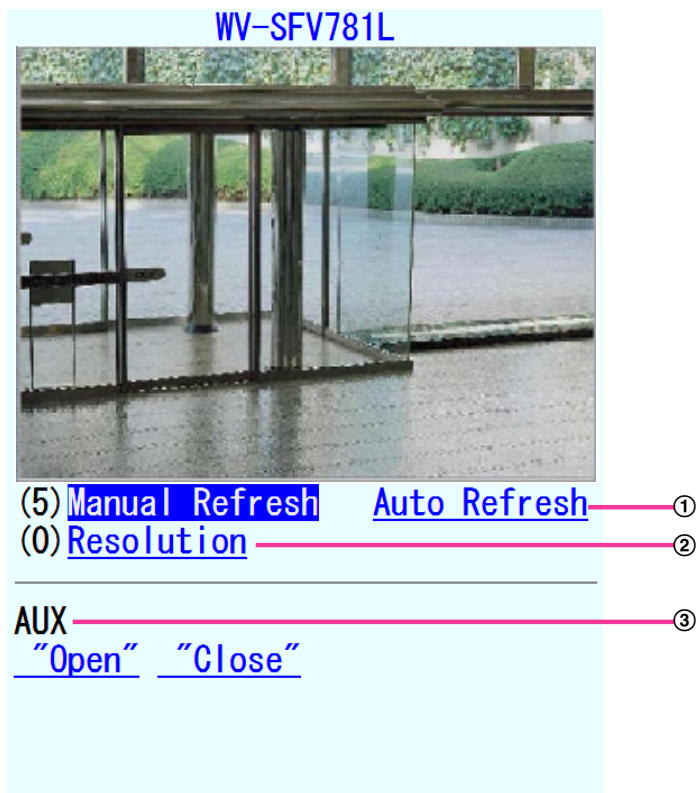 WV-SFV781L
(5) Manual Refresh Auto Refresh ①
(0) Resolution ②
AUX ③
"Open" "Close"